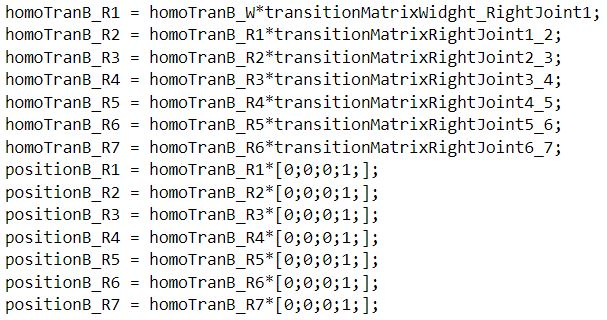 homoTranB_R1 = homoTranB_W*transitionMatrixWidght_RightJoint1;
homoTranB_R2 = homoTranB_R1*transitionMatrixRightJoint1_2;
homoTranB_R3 = homoTranB_R2*transitionMatrixRightJoint2_3;
homoTranB_R4 = homoTranB_R3*transitionMatrixRightJoint3_4;
homoTranB_R5 = homoTranB_R4*transitionMatrixRightJoint4_5;
homoTranB_R6 = homoTranB_R5*transitionMatrixRightJoint5_6;
homoTranB_R7 = homoTranB_R6*transitionMatrixRightJoint6_7;
positionB_R1 = homoTranB_R1*[0;0;0;1;];
positionB_R2 = homoTranB_R2*[0;0;0;1;];
positionB_R3 = homoTranB_R3*[0;0;0;1;];
positionB_R4 = homoTranB_R4*[0;0;0;1;];
positionB_R5 = homoTranB_R5*[0;0;0;1;];
positionB_R6 = homoTranB_R6*[0;0;0;1;];
positionB_R7 = homoTranB_R7*[0;0;0;1;];